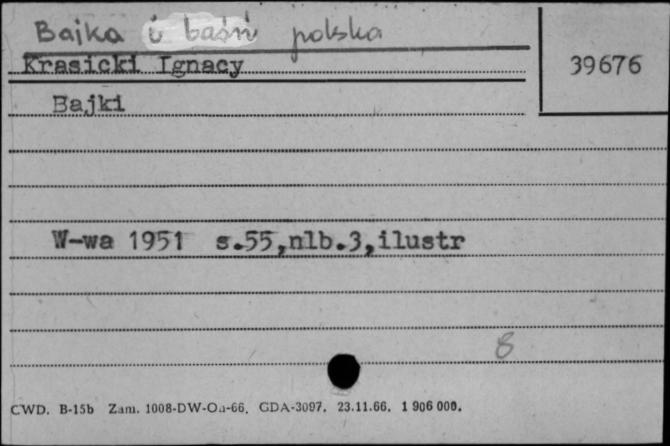 Bajka i baśń polska
Krasicki Ignacy
39676
Bajki
W-wa 1951 s.55,nlb.3,ilustr
8
CWD. B-15b Zam. 1008-DW-Oa-66. GDA-3097. 23.11.66. 1 906 000.